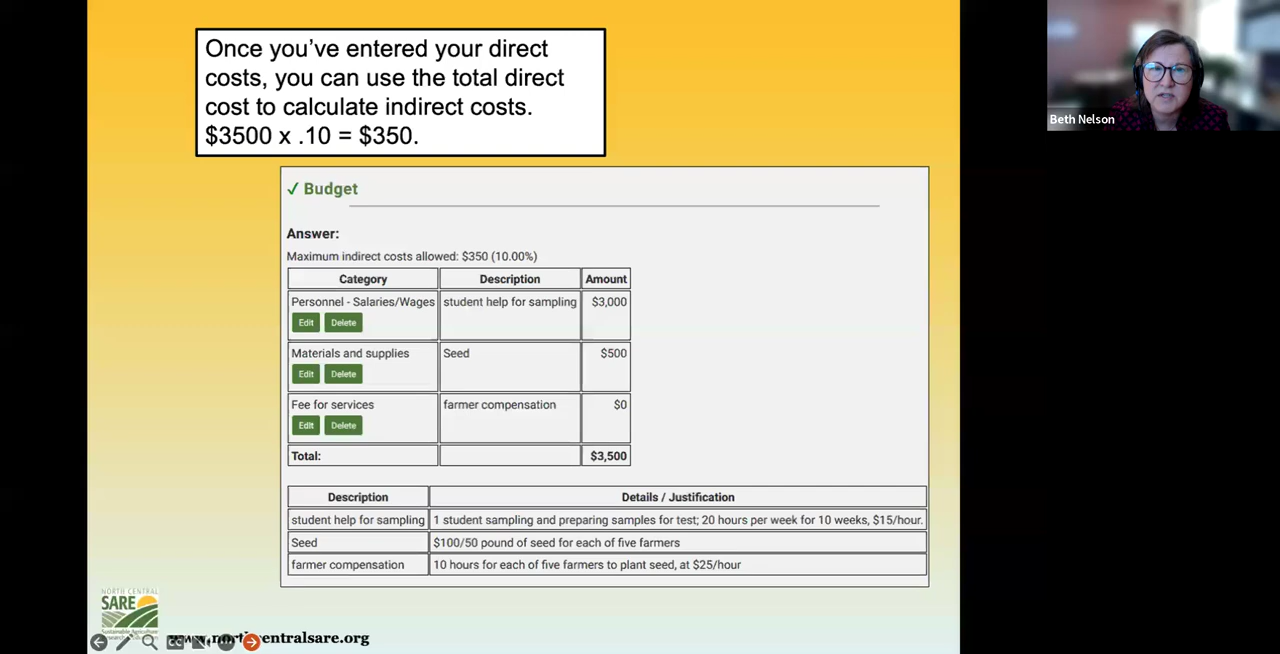 Once you’ve entered your direct
costs, you can use the total direct
cost to calculate indirect costs.
$3500 x .10 = $350.
Beth Nelson
✓ Budget
Answer:
Maximum indirect costs allowed: $350 (10.00%)
Category Description Amount
Personnel - Salaries/Wages student help for sampling $3,000
Edit Delete
Materials and supplies Seed $500
Edit Delete
Fee for services farmer compensation $0
Edit Delete
Total: $3,500
Description Details / Justification
student help for sampling 1 student sampling and preparing samples for test; 20 hours per week for 10 weeks, $15/hour.
Seed $100/50 pound of seed for each of five farmers
farmer compensation 10 hours for each of five farmers to plant seed, at $25/hour
NORTH CENTRAL
SARE
Sustainable Agriculture
CC